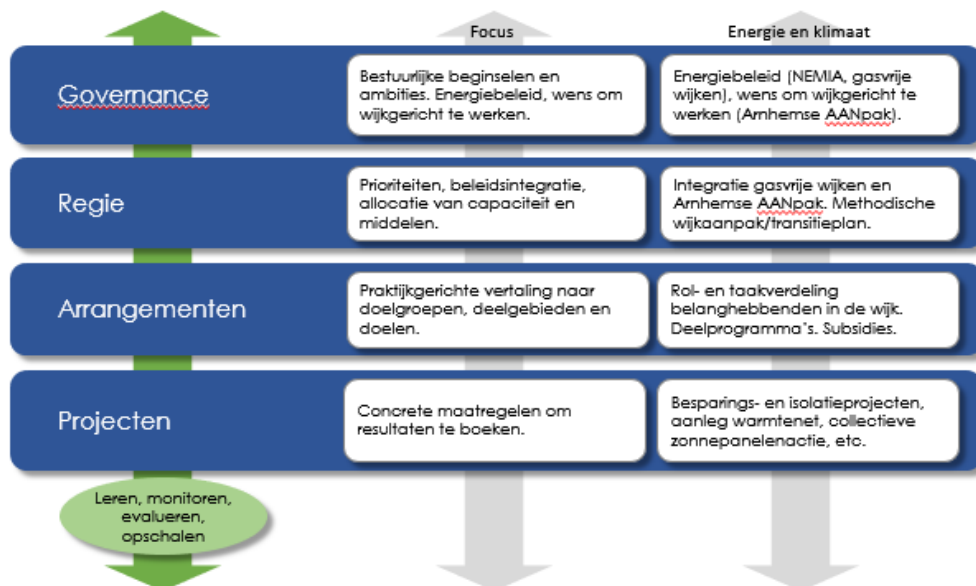 Focus
Energie en klimaat
Governance
Bestuurlijke beginselen en
ambities. Energiebeleid, wens om
wijkgericht te werken.
Energiebeleid (NEMIA, gasvrije
wijken), wens om wijkgericht te
werken (Arnhemse AANpak).
Regie
Prioriteiten, beleidsintegratie,
allocatie van capaciteit en
middelen.
Integratie gasvrije wijken en
Arnhemse AANpak. Methodische
wijkaanpak/transitieplan.
Arrangementen
Praktijkgerichte vertaling naar
doelgroepen, deelgebieden en
doelen.
Rol- en taakverdeling
belanghebbenden in de wijk.
Deelprogramma's. Subsidies.
Projecten
Concrete maatregelen om
resultaten te boeken.
Besparings- en isolatieprojecten,
aanleg warmtenet, collectieve
zonnepanelenactie, etc.
Leren, monitoren,
evalueren,
opschalen